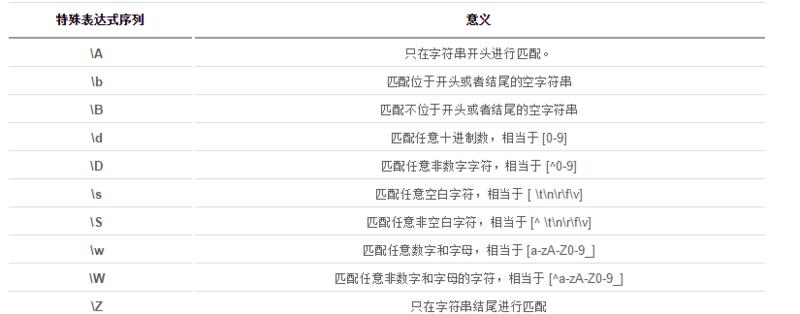 特殊表达式序列 意义
\A 只在字符串开头进行匹配。
\b 匹配位于开头或者结尾的空字符串
\B 匹配不位于开头或者结尾的空字符串
\d 匹配任意十进制数，相当于 [0-9]
\D 匹配任意非数字字符，相当于 [^0-9]
\s 匹配任意空白字符，相当于 [ \t\n\r\f\v]
\S 匹配任意非空白字符，相当于 [^ \t\n\r\f\v]
\w 匹配任意数字和字母，相当于 [a-zA-Z0-9_]
\W 匹配任意非数字和字母的字符，相当于 [^a-zA-Z0-9_]
\Z 只在字符串结尾进行匹配